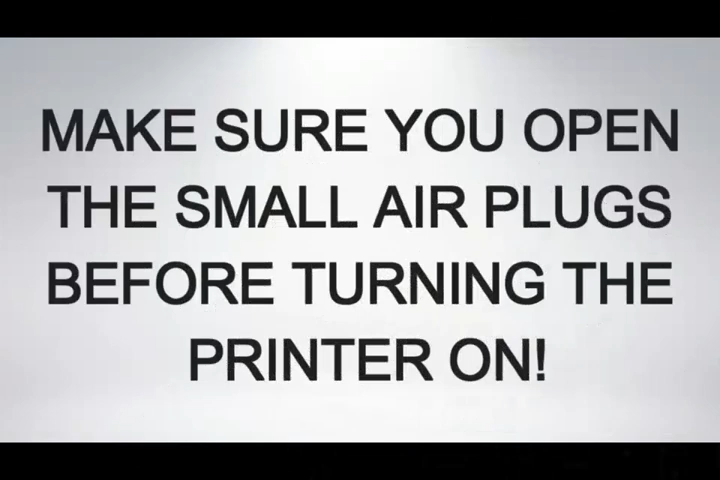 MAKE SURE YOU OPEN
THE SMALL AIR PLUGS
BEFORE TURNING THE
PRINTER ON!